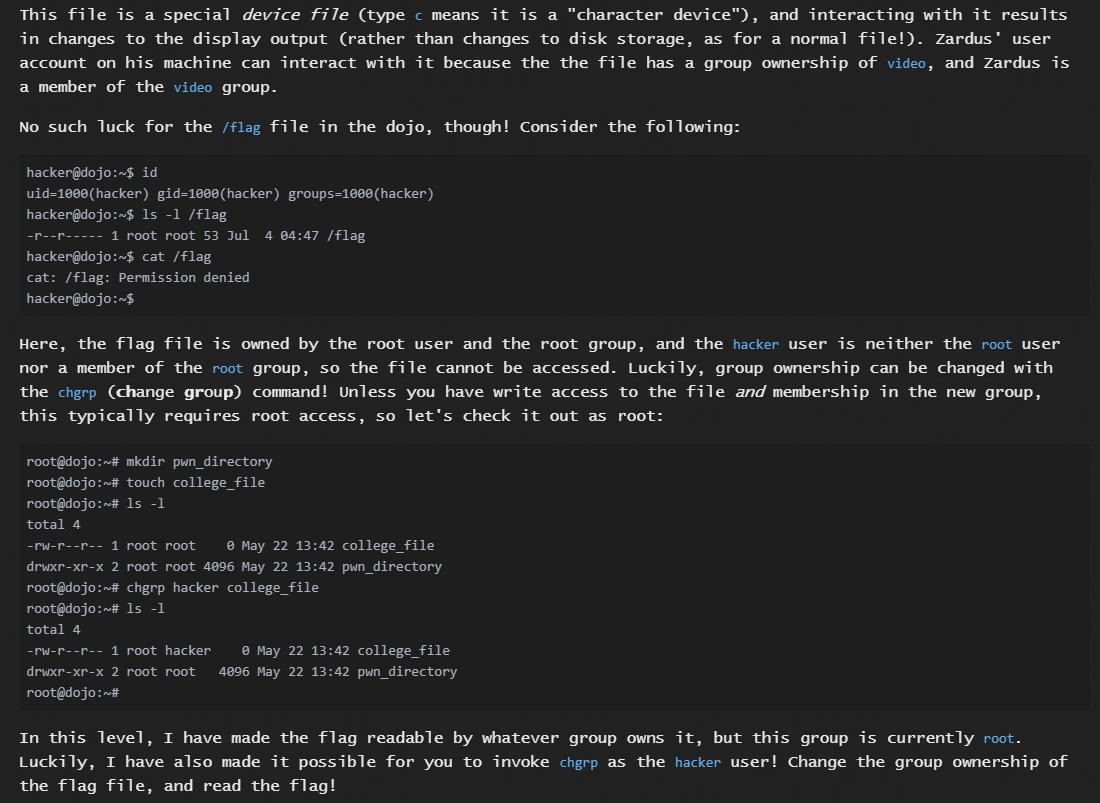 This file is a special device file (type c means it is a "character device"), and interacting with it results
in changes to the display output (rather than changes to disk storage, as for a normal file!). Zardus' user
account on his machine can interact with it because the the file has a group ownership of video, and Zardus is
a member of the video group.
No such luck for the /flag file in the dojo, though! Consider the following:
hacker@dojo:~$ id
uid=1000(hacker) gid=1000(hacker) groups=1000(hacker)
hacker@dojo:~$ ls -l /flag
-r--r----- 1 root root 53 Jul  4 04:47 /flag
hacker@dojo:~$ cat /flag
cat: /flag: Permission denied
hacker@dojo:~$
Here, the flag file is owned by the root user and the root group, and the hacker user is neither the root user
nor a member of the root group, so the file cannot be accessed. Luckily, group ownership can be changed with
the chgrp (change group) command! Unless you have write access to the file and membership in the new group,
this typically requires root access, so let's check it out as root:
root@dojo:~# mkdir pwn_directory
root@dojo:~# touch college_file
root@dojo:~# ls -l
total 4
-rw-r--r-- 1 root root    0 May 22 13:42 college_file
drwxr-xr-x 2 root root 4096 May 22 13:42 pwn_directory
root@dojo:~# chgrp hacker college_file
root@dojo:~# ls -l
total 4
-rw-r--r-- 1 root hacker    0 May 22 13:42 college_file
drwxr-xr-x 2 root root   4096 May 22 13:42 pwn_directory
root@dojo:~#
In this level, I have made the flag readable by whatever group owns it, but this group is currently root.
Luckily, I have also made it possible for you to invoke chgrp as the hacker user! Change the group ownership of
the flag file, and read the flag!